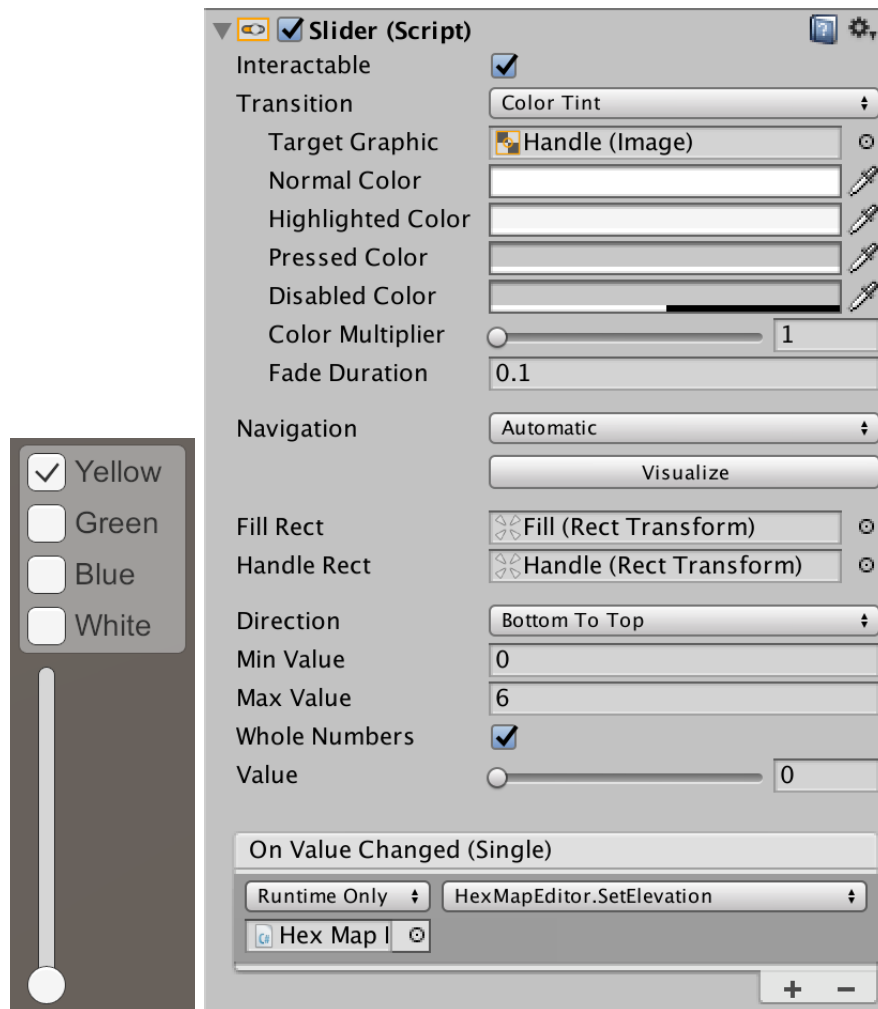 Slider (Script)
Interactable
Transition Color Tint
Target Graphic Handle (Image)
Normal Color
Highlighted Color
Pressed Color
Disabled Color
Color Multiplier 1
Fade Duration 0.1
Navigation Automatic
Visualize
Fill Rect Fill (Rect Transform)
Handle Rect Handle (Rect Transform)
Direction Bottom To Top
Min Value 0
Max Value 6
Whole Numbers
Value 0
On Value Changed (Single)
Runtime Only HexMapEditor.SetElevation
Hex Map
Yellow
Green
Blue
White